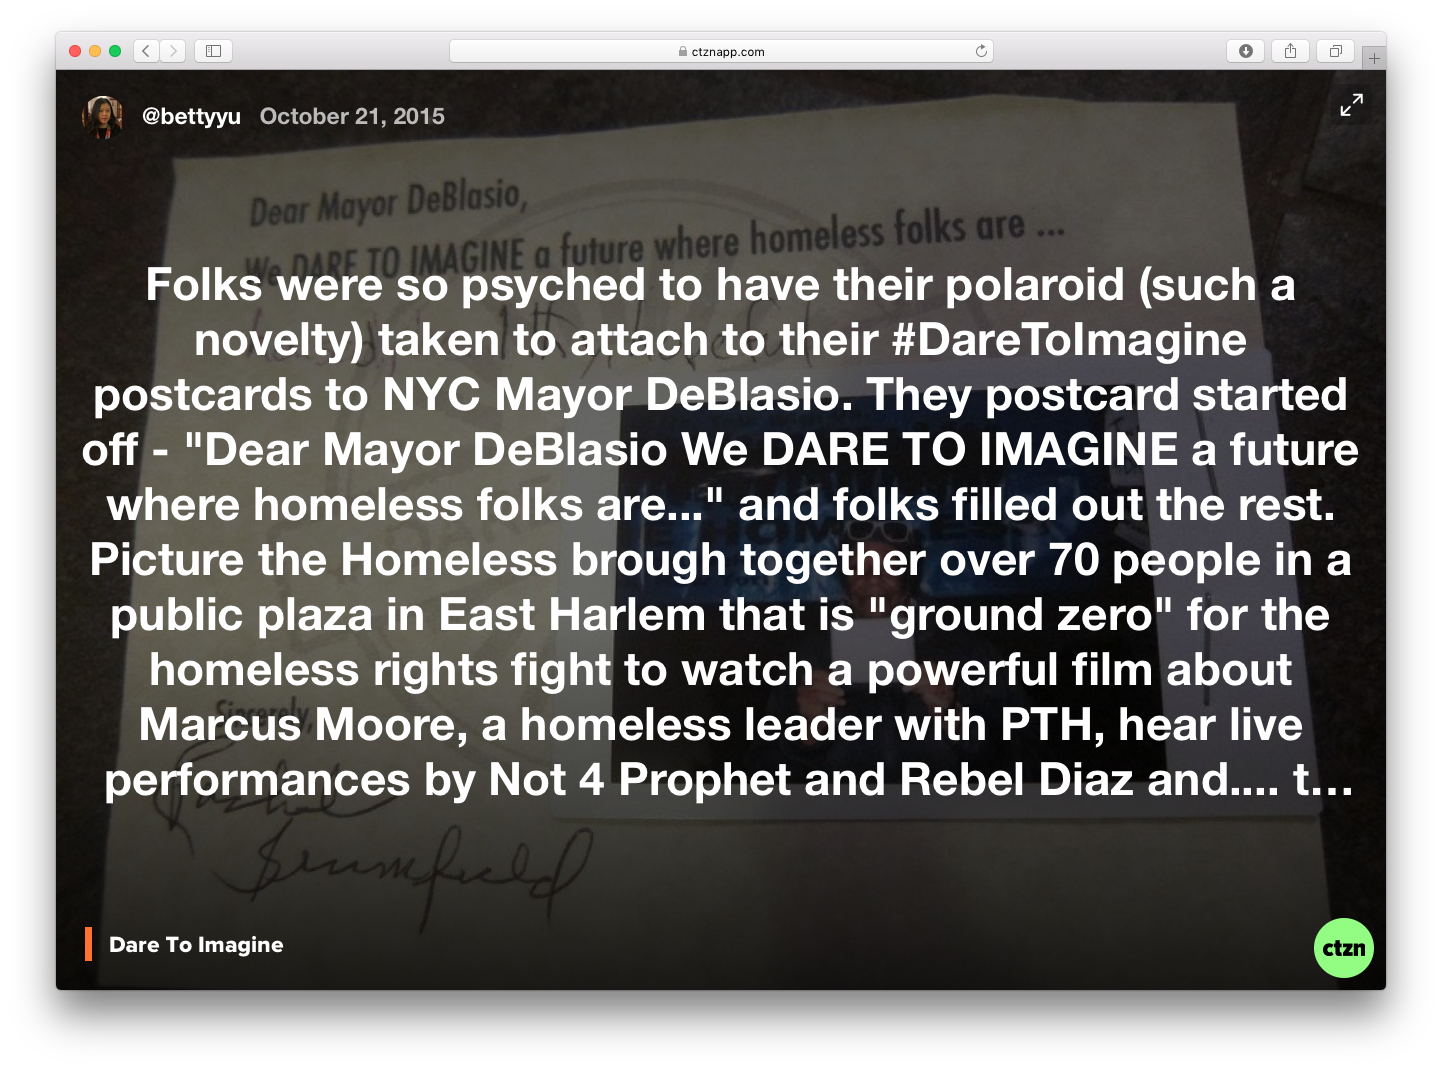 ctznapp.com
@bettyyu October 21, 2015
Dear Mayor DeBlasio,
We DARE TO IMAGINE a future where homeless folks are ...
Folks were so psyched to have their polaroid (such a
novelty) taken to attach to their #DareToImagine
postcards to NYC Mayor DeBlasio. They postcard started
off - "Dear Mayor DeBlasio We DARE TO IMAGINE a future
where homeless folks are..." and folks filled out the rest.
Picture the Homeless brough together over 70 people in a
public plaza in East Harlem that is "ground zero" for the
homeless rights fight to watch a powerful film about
Marcus Moore, a homeless leader with PTH, hear live
performances by Not 4 Prophet and Rebel Diaz and.... t...
Sincerely,
Dare To Imagine
ctzn